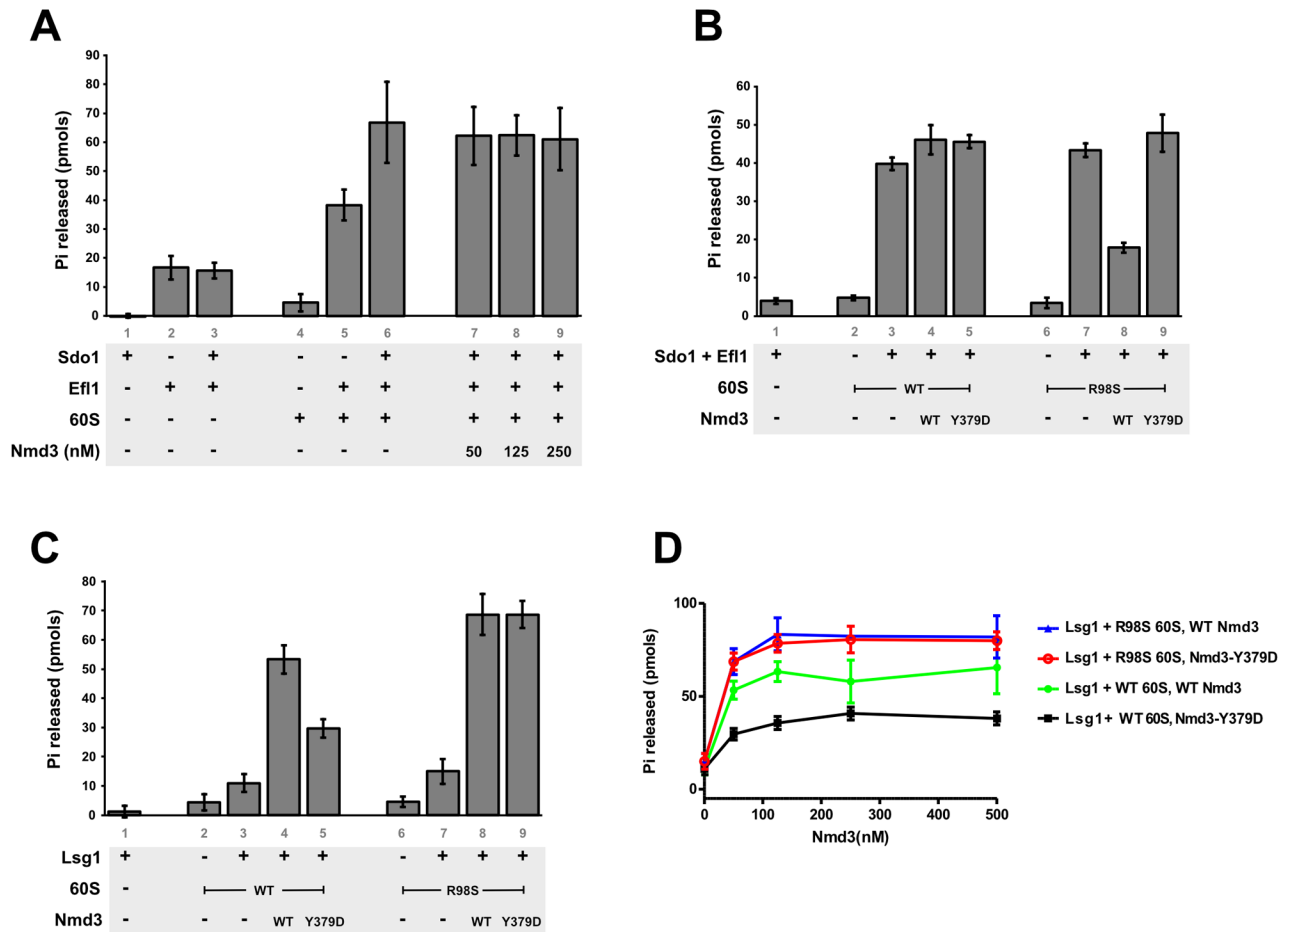 A
90
80
70
60
50
40
30
20
10
0
Pi released (pmols)
1 2 3 4 5 6 7 8 9
Sdo1 + - + - - + + + +
Efl1 - + + - + + + + +
60S - - - + + + + + +
Nmd3 (nM) - - - - - - 50 125 250
B
60
50
40
30
20
10
0
Pi released (pmols)
1 2 3 4 5 6 7 8 9
Sdo1 + Efl1 + - + + + - + + +
60S - WT R98S
Nmd3 - - - WT Y379D - - WT Y379D
C
80
70
60
50
40
30
20
10
0
Pi released (pmols)
1 2 3 4 5 6 7 8 9
Lsg1 + - + + + - + + +
60S - WT R98S
Nmd3 - - - WT Y379D - - WT Y379D
D
100
50
0
Pi released (pmols)
0 100 200 300 400 500
Nmd3(nM)
Lsg1 + R98S 60S, WT Nmd3
Lsg1 + R98S 60S, Nmd3-Y379D
Lsg1 + WT 60S, WT Nmd3
Lsg1 + WT 60S, Nmd3-Y379D